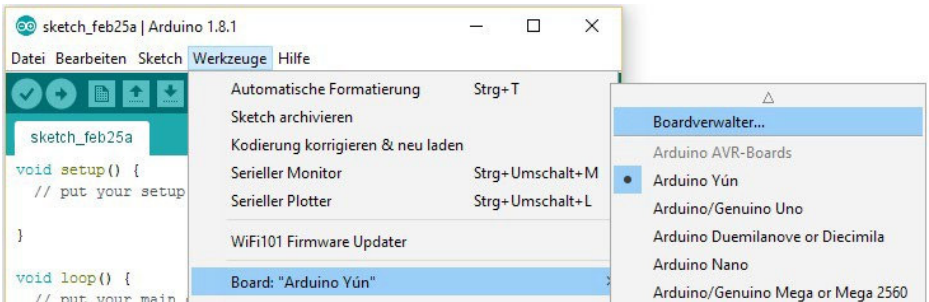 sketch_feb25a | Arduino 1.8.1
Datei Bearbeiten Sketch Werkzeuge Hilfe
sketch_feb25a
void setup() {
// put your setup
}
void loop() {
// put your main
Automatische Formatierung Strg+T
Sketch archivieren
Kodierung korrigieren & neu laden
Serieller Monitor Strg+Umschalt+M
Serieller Plotter Strg+Umschalt+L
WiFi101 Firmware Updater
Board: "Arduino Yún"
Boardverwalter...
Arduino AVR-Boards
Arduino Yún
Arduino/Genuino Uno
Arduino Duemilanove or Diecimila
Arduino Nano
Arduino/Genuino Mega or Mega 2560